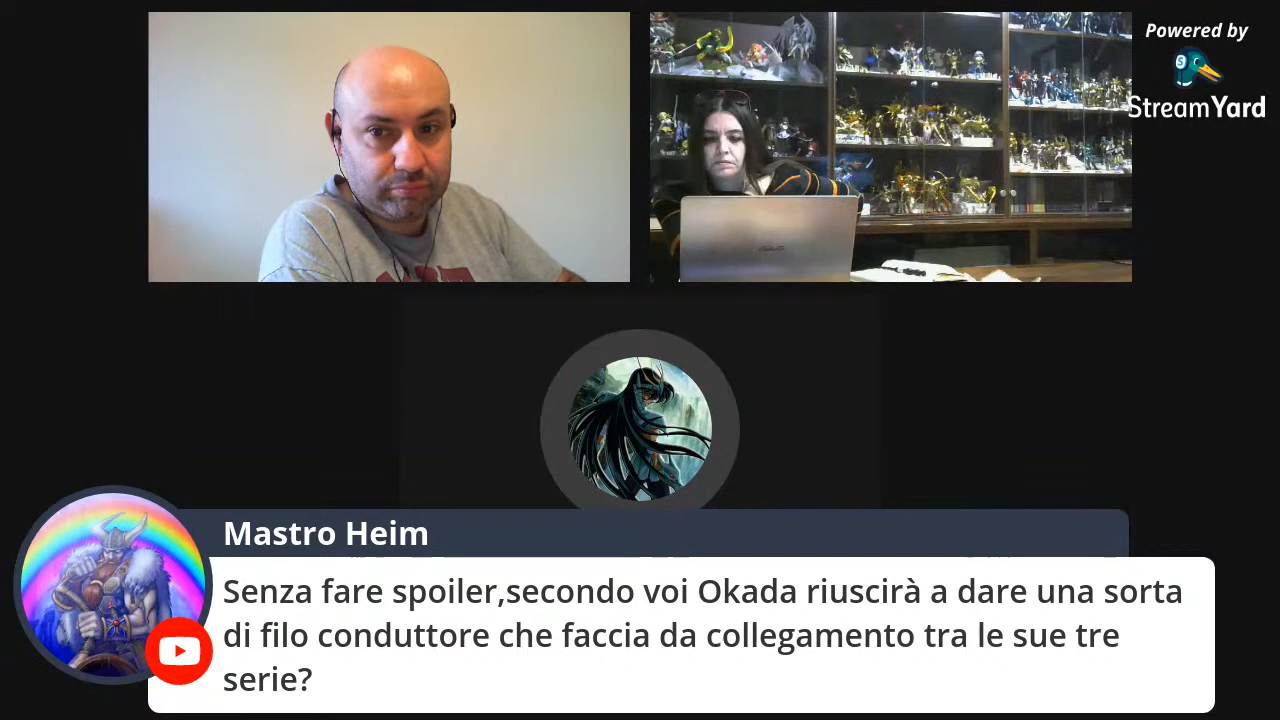 Powered by
StreamYard
Mastro Heim
Senza fare spoiler,secondo voi Okada riuscirà a dare una sorta
di filo conduttore che faccia da collegamento tra le sue tre
serie?